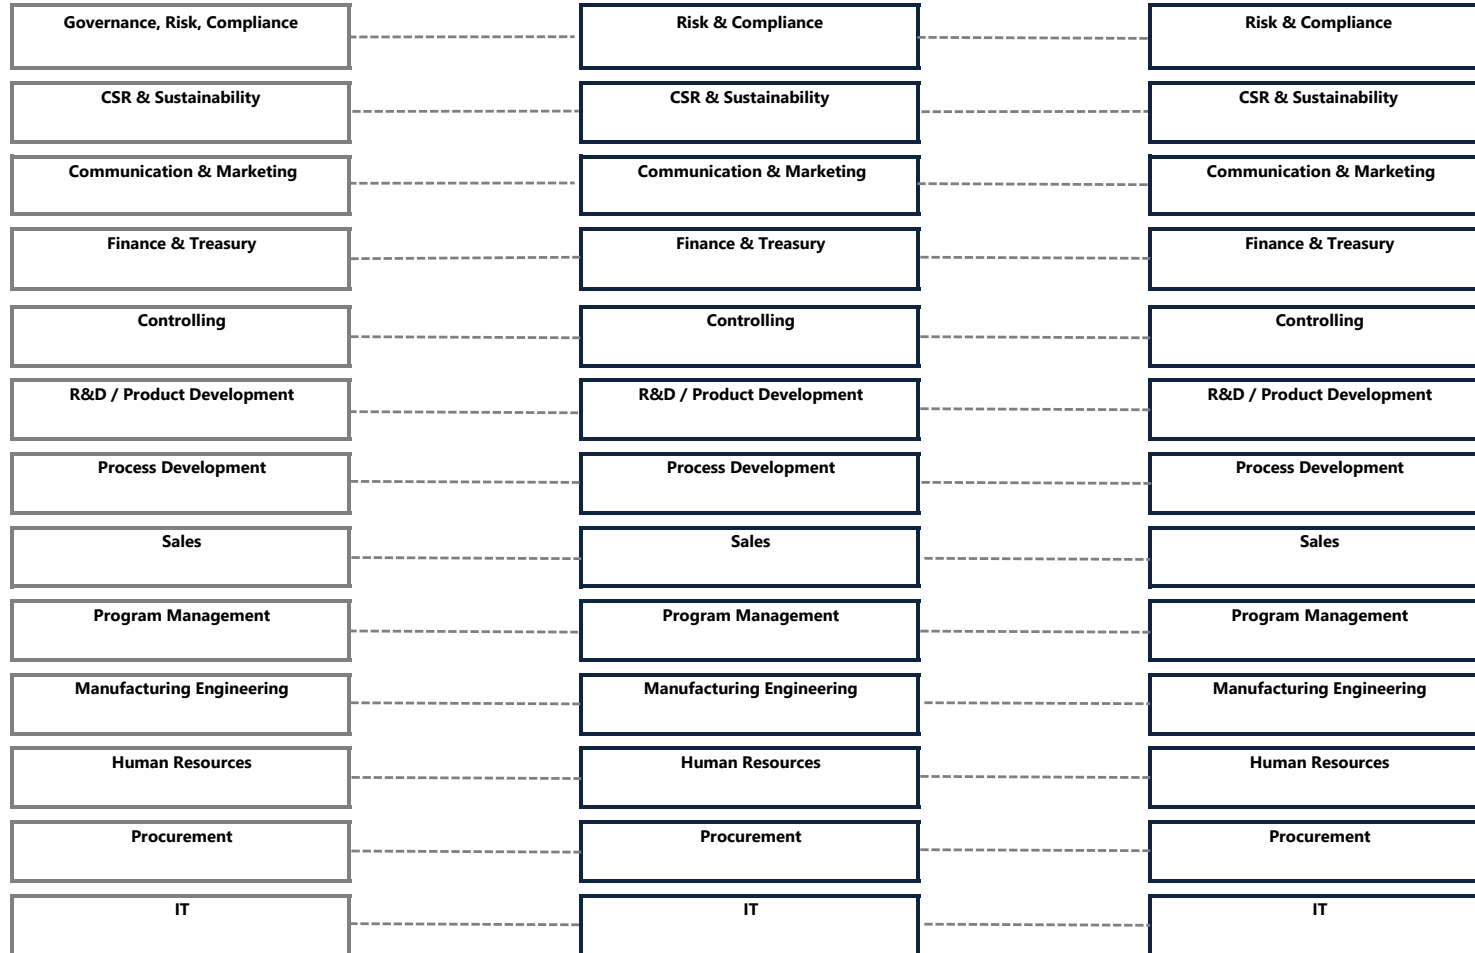 Governance, Risk, Compliance
Risk & Compliance
Risk & Compliance
CSR & Sustainability
CSR & Sustainability
CSR & Sustainability
Communication & Marketing
Communication & Marketing
Communication & Marketing
Finance & Treasury
Finance & Treasury
Finance & Treasury
Controlling
Controlling
Controlling
R&D / Product Development
R&D / Product Development
R&D / Product Development
Process Development
Process Development
Process Development
Sales
Sales
Sales
Program Management
Program Management
Program Management
Manufacturing Engineering
Manufacturing Engineering
Manufacturing Engineering
Human Resources
Human Resources
Human Resources
Procurement
Procurement
Procurement
IT
IT
IT